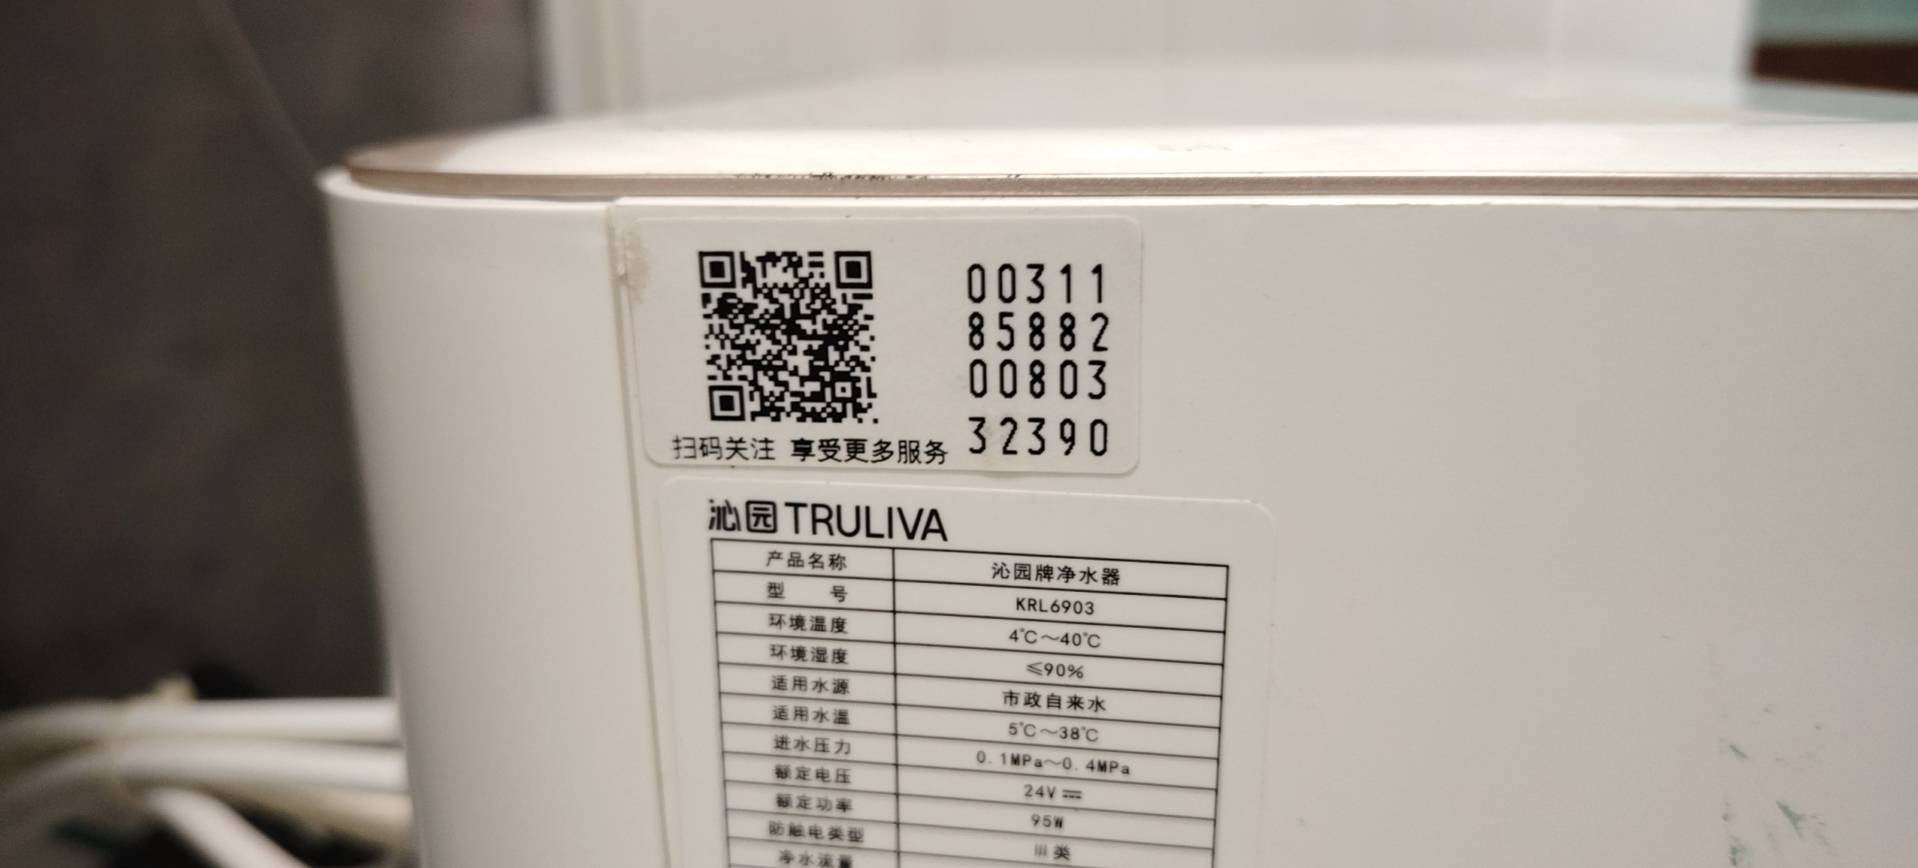 00311
85882
00803
32390
扫码关注 享受更多服务
沁园 TRULIVA
产品名称 沁园牌净水器
型 号 KRL6903
环境温度 4℃~40℃
环境湿度 ≤90%
适用水源 市政自来水
适用水温 5℃~38℃
进水压力 0.1MPa~0.4MPa
额定电压 24V⎓
额定功率 95W
防触电类型 III类
净水流量